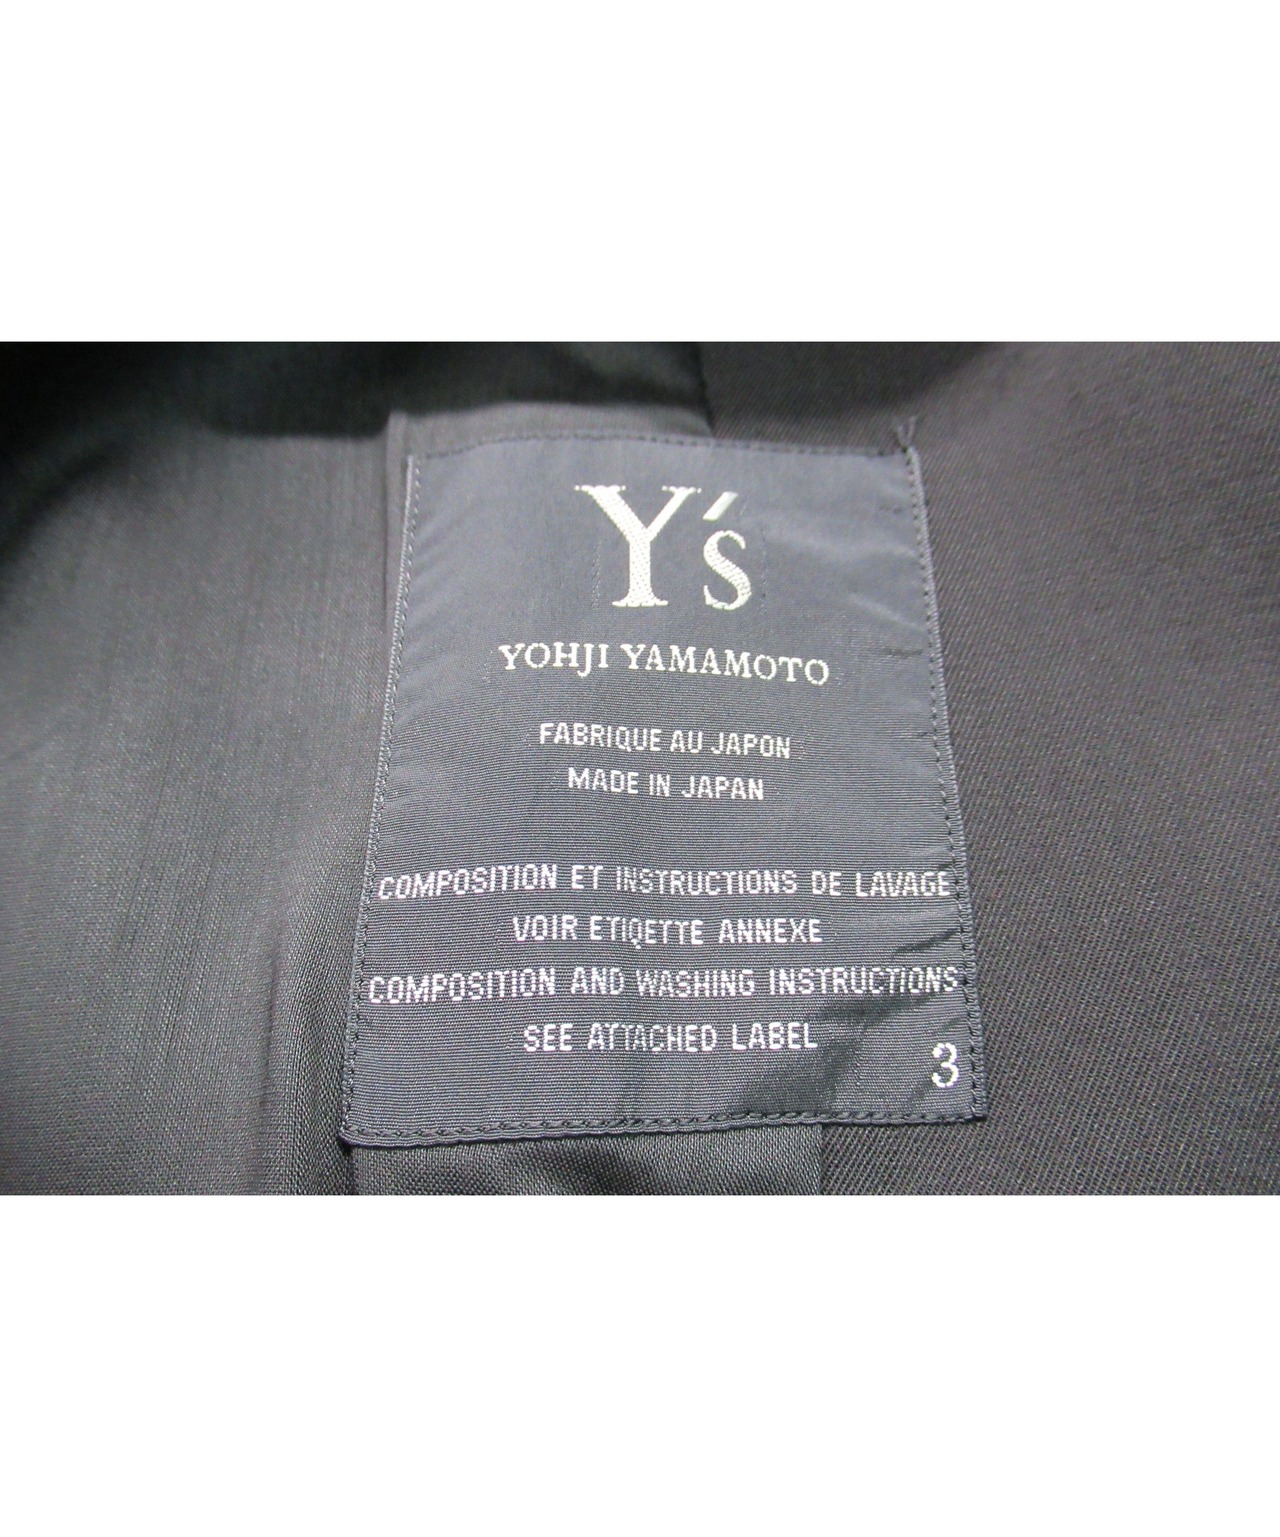 Y's
YOHJI YAMAMOTO
FABRIQUE AU JAPON
MADE IN JAPAN
COMPOSITION ET INSTRUCTIONS DE LAVAGE
VOIR ETIQETTE ANNEXE
COMPOSITION AND WASHING INSTRUCTIONS
SEE ATTACHED LABEL
3